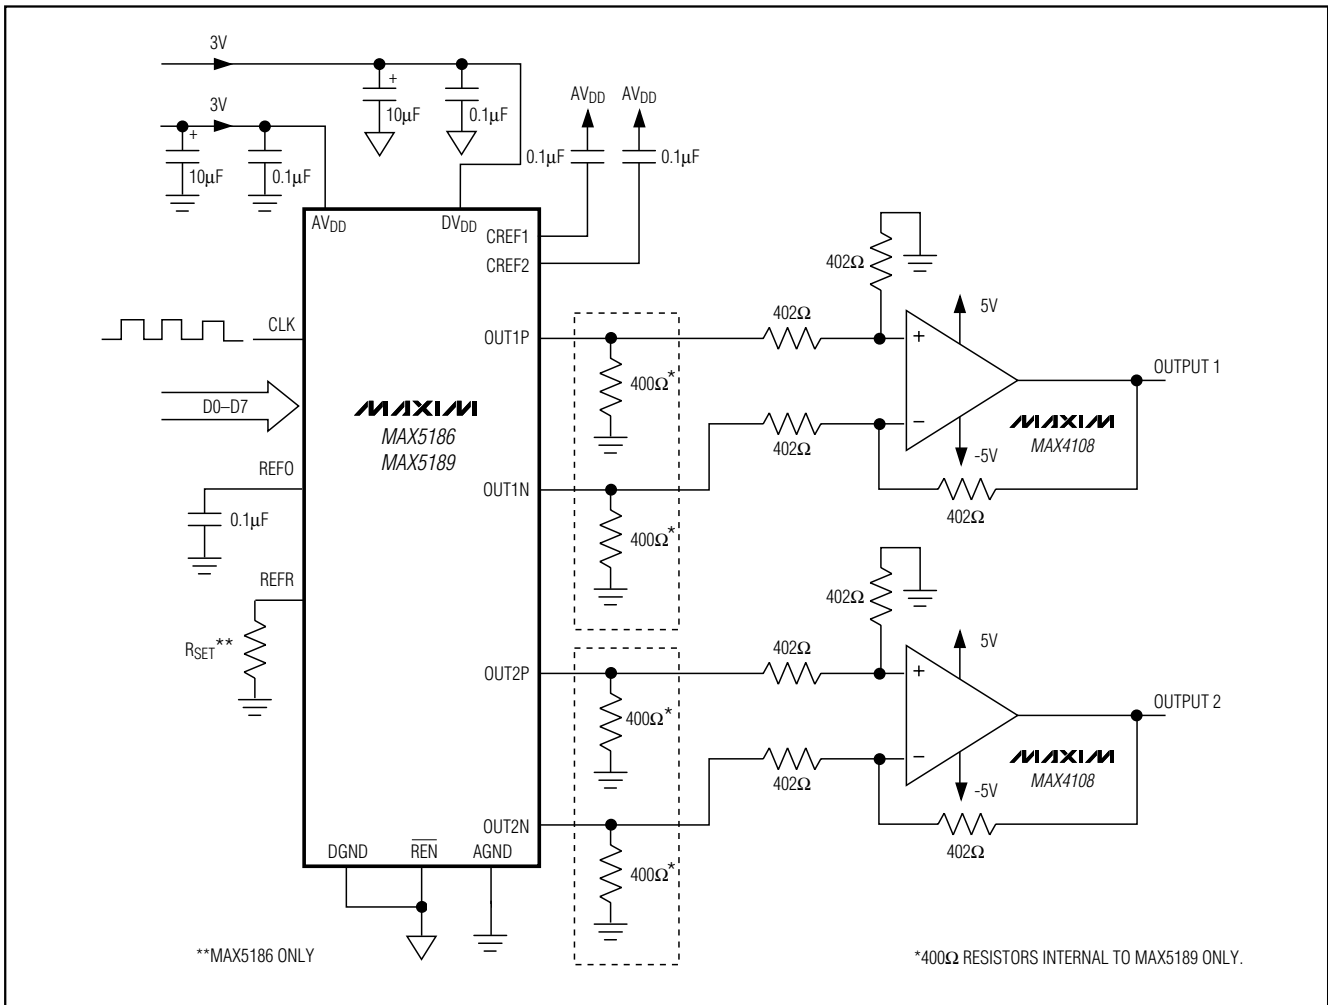 3V
+
10µF
0.1µF
3V
+
10µF
0.1µF
AVDD
AVDD
0.1µF
0.1µF
AVDD
DVDD
CREF1
CREF2
CLK
D0–D7
REFO
0.1µF
REFR
RSET**
MAXIM
MAX5186
MAX5189
OUT1P
OUT1N
OUT2P
OUT2N
DGND
REN
AGND
400Ω*
400Ω*
400Ω*
400Ω*
402Ω
402Ω
402Ω
402Ω
+
−
5V
-5V
MAXIM
MAX4108
OUTPUT 1
402Ω
402Ω
402Ω
402Ω
+
−
5V
-5V
MAXIM
MAX4108
OUTPUT 2
**MAX5186 ONLY
*400Ω RESISTORS INTERNAL TO MAX5189 ONLY.